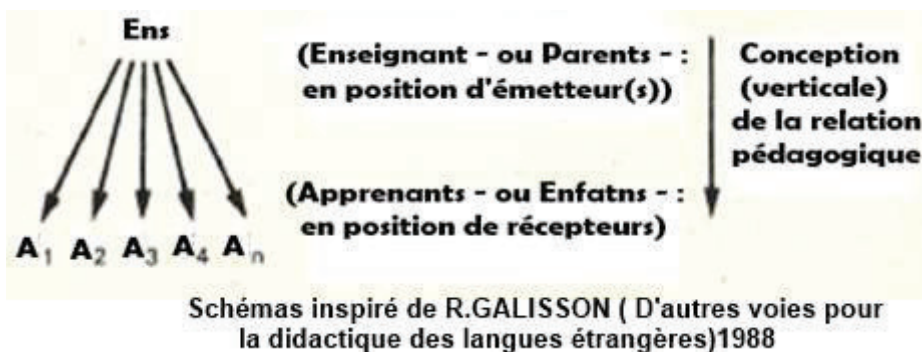 Ens
(Enseignant - ou Parents - :
en position d'émetteur(s))
Conception
(verticale)
de la relation
pédagogique
(Apprenants - ou Enfatns - :
en position de récepteurs)
A1 A2 A3 A4 An
Schémas inspiré de R.GALISSON ( D'autres voies pour
la didactique des langues étrangères)1988